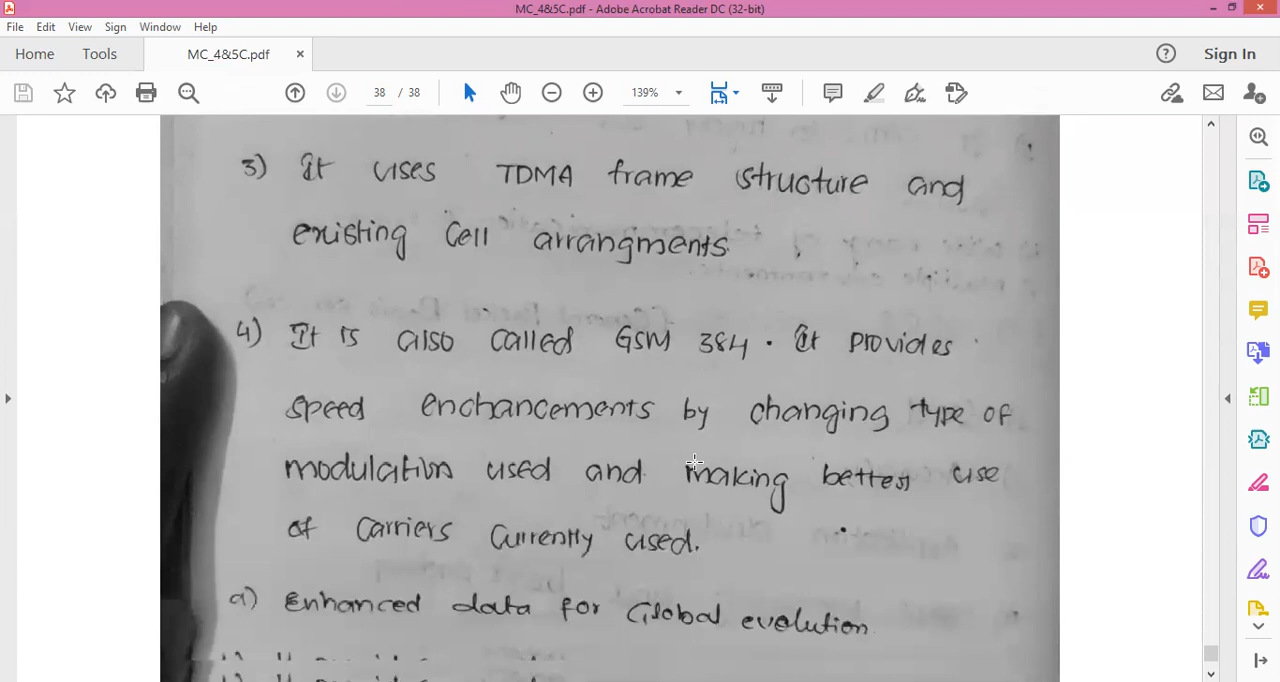 MC_4&5C.pdf - Adobe Acrobat Reader DC (32-bit)
File Edit View Sign Window Help
Home Tools MC_4&5C.pdf × Sign In
38 / 38 139%
3) It uses TDMA frame structure and
existing Cell arrangments.
4) It is also called GSM 384. It provides
speed enchancements by changing type of
modulation used and making better use
of carriers currently used.
a) Enhanced data for Global evolution